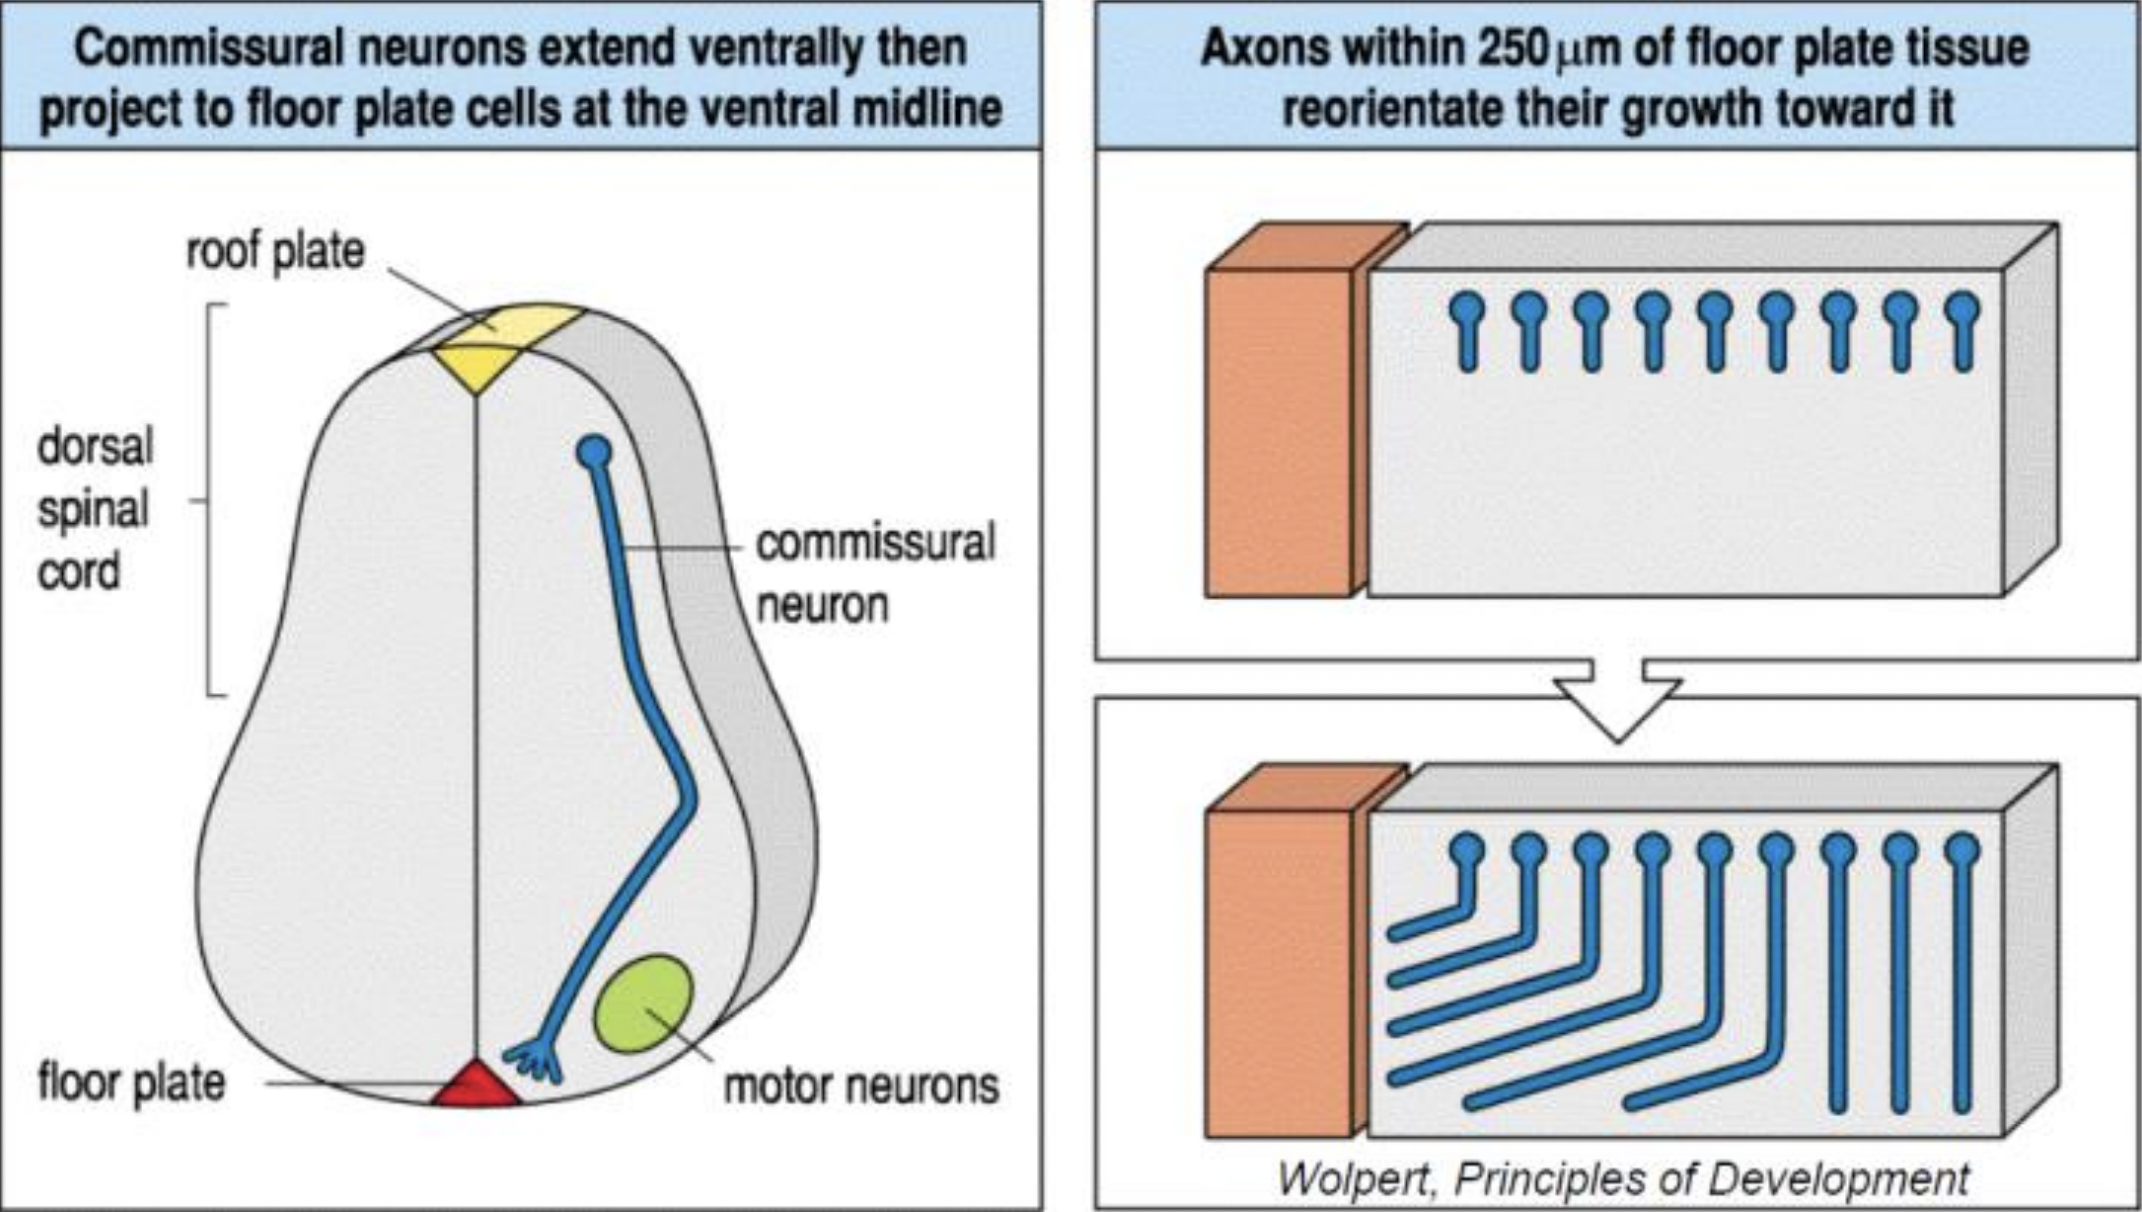 Commissural neurons extend ventrally then
project to floor plate cells at the ventral midline
roof plate
dorsal
spinal
cord
commissural
neuron
floor plate
motor neurons
Axons within 250 μm of floor plate tissue
reorientate their growth toward it
Wolpert, Principles of Development